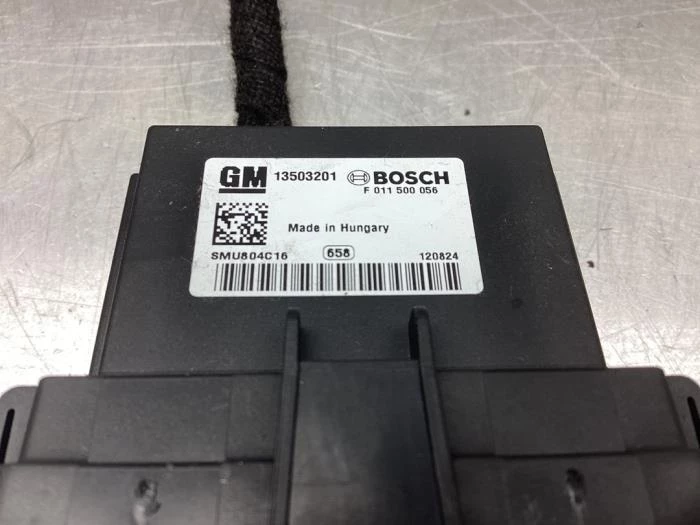 GM 13503201 BOSCH
F 011 500 056
Made in Hungary
SMU804C16 658 120824